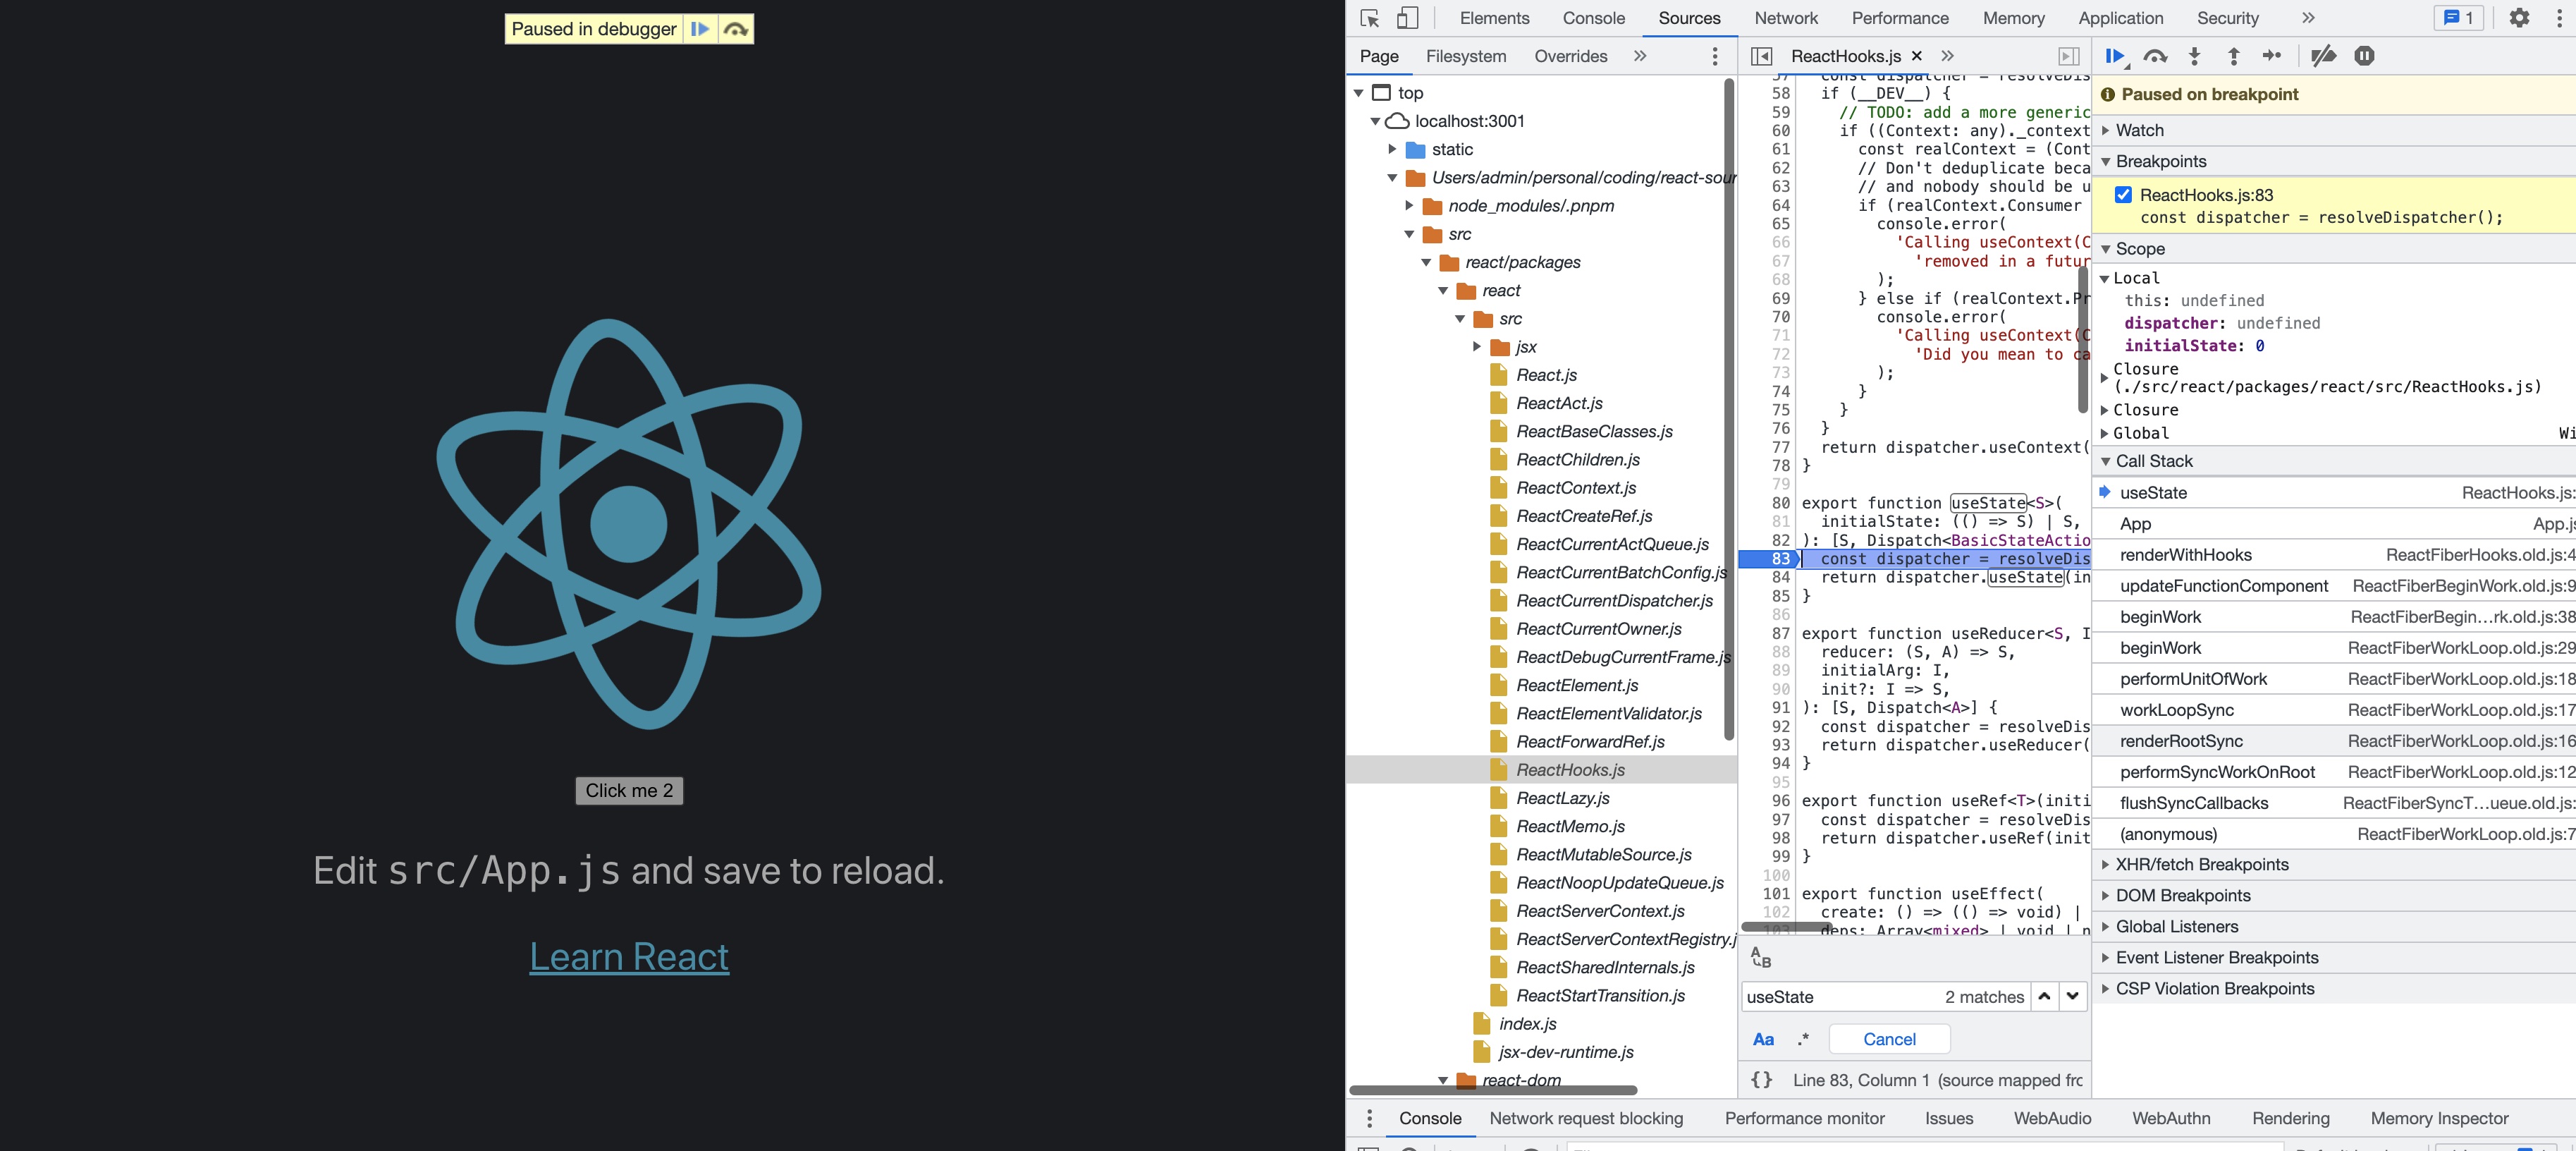 Paused in debugger
Click me 2
Edit src/App.js and save to reload.
Learn React
Elements Console Sources Network Performance Memory Application Security » 1
Page Filesystem Overrides »
top
localhost:3001
static
Users/admin/personal/coding/react-sour
node_modules/.pnpm
src
react/packages
react
src
jsx
React.js
ReactAct.js
ReactBaseClasses.js
ReactChildren.js
ReactContext.js
ReactCreateRef.js
ReactCurrentActQueue.js
ReactCurrentBatchConfig.js
ReactCurrentDispatcher.js
ReactCurrentOwner.js
ReactDebugCurrentFrame.js
ReactElement.js
ReactElementValidator.js
ReactForwardRef.js
ReactHooks.js
ReactLazy.js
ReactMemo.js
ReactMutableSource.js
ReactNoopUpdateQueue.js
ReactServerContext.js
ReactServerContextRegistry.j
ReactSharedInternals.js
ReactStartTransition.js
index.js
jsx-dev-runtime.js
react-dom
ReactHooks.js × »
57 const dispatcher = resolveDis
58 if (__DEV__) {
59 // TODO: add a more generic
60 if ((Context: any)._context
61 const realContext = (Cont
62 // Don't deduplicate beca
63 // and nobody should be u
64 if (realContext.Consumer
65 console.error(
66 'Calling useContext(C
67 'removed in a futur
68 );
69 } else if (realContext.Pr
70 console.error(
71 'Calling useContext(C
72 'Did you mean to ca
73 );
74 }
75 }
76 }
77 return dispatcher.useContext(
78 }
79
80 export function useState<S>(
81 initialState: (() => S) | S,
82 ): [S, Dispatch<BasicStateActio
83 const dispatcher = resolveDis
84 return dispatcher.useState(in
85 }
86
87 export function useReducer<S, I
88 reducer: (S, A) => S,
89 initialArg: I,
90 init?: I => S,
91 ): [S, Dispatch<A>] {
92 const dispatcher = resolveDis
93 return dispatcher.useReducer(
94 }
95
96 export function useRef<T>(initi
97 const dispatcher = resolveDis
98 return dispatcher.useRef(init
99 }
100
101 export function useEffect(
102 create: () => (() => void) |
103 deps: Array<mixed> | void | n
useState 2 matches
Aa .* Cancel
{} Line 83, Column 1 (source mapped frc
Paused on breakpoint
Watch
Breakpoints
ReactHooks.js:83
const dispatcher = resolveDispatcher();
Scope
Local
this: undefined
dispatcher: undefined
initialState: 0
Closure
(./src/react/packages/react/src/ReactHooks.js)
Closure
Global Wi
Call Stack
useState ReactHooks.js:
App App.js
renderWithHooks ReactFiberHooks.old.js:4
updateFunctionComponent ReactFiberBeginWork.old.js:9
beginWork ReactFiberBegin…rk.old.js:38
beginWork ReactFiberWorkLoop.old.js:29
performUnitOfWork ReactFiberWorkLoop.old.js:18
workLoopSync ReactFiberWorkLoop.old.js:17
renderRootSync ReactFiberWorkLoop.old.js:16
performSyncWorkOnRoot ReactFiberWorkLoop.old.js:12
flushSyncCallbacks ReactFiberSyncT…ueue.old.js:
(anonymous) ReactFiberWorkLoop.old.js:7
XHR/fetch Breakpoints
DOM Breakpoints
Global Listeners
Event Listener Breakpoints
CSP Violation Breakpoints
Console Network request blocking Performance monitor Issues WebAudio WebAuthn Rendering Memory Inspector